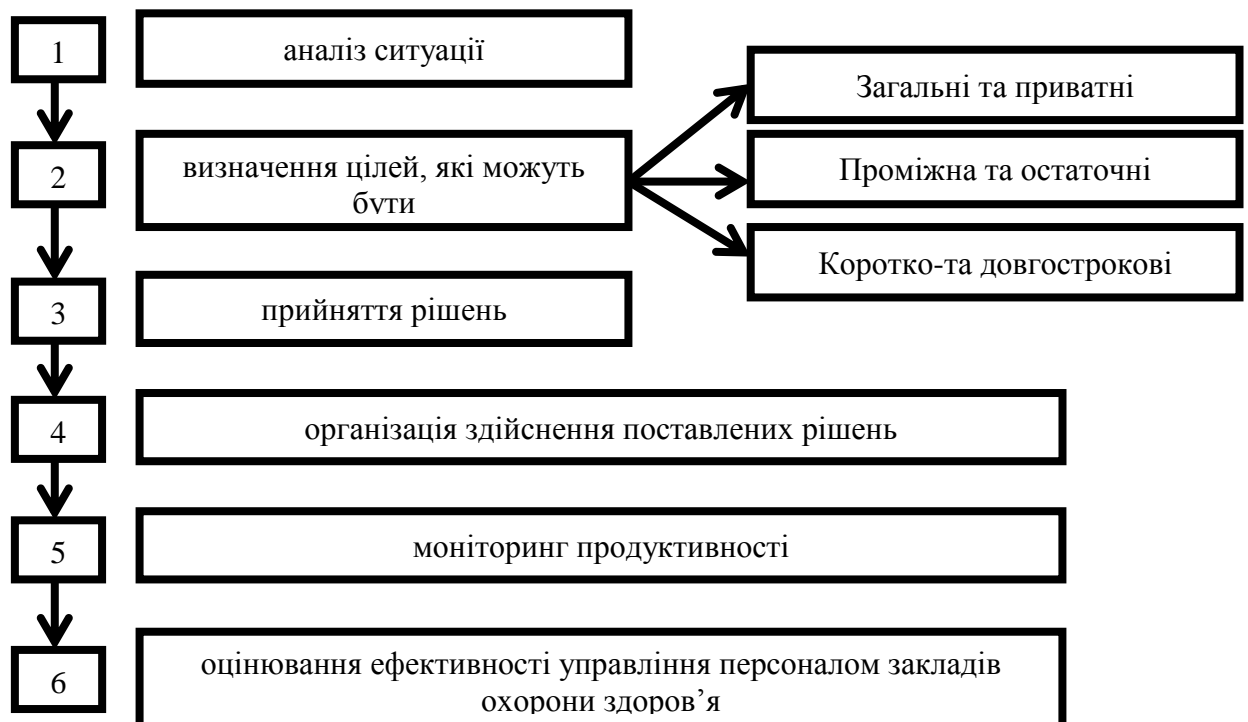 1
аналіз ситуації
2
визначення цілей, які можуть
бути
Загальні та приватні
Проміжна та остаточні
Коротко-та довгострокові
3
прийняття рішень
4
організація здійснення поставлених рішень
5
моніторинг продуктивності
6
оцінювання ефективності управління персоналом закладів
охорони здоров’я